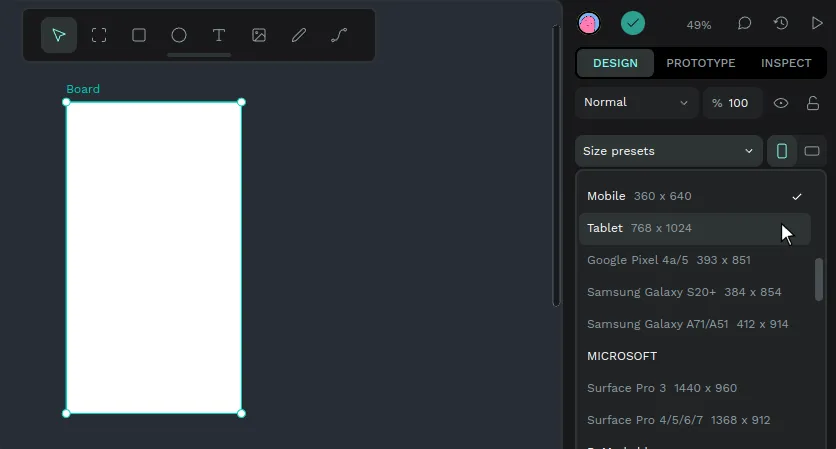 49%
DESIGN PROTOTYPE INSPECT
Board
Normal % 100
Size presets
Mobile 360 x 640
Tablet 768 x 1024
Google Pixel 4a/5 393 x 851
Samsung Galaxy S20+ 384 x 854
Samsung Galaxy A71/A51 412 x 914
MICROSOFT
Surface Pro 3 1440 x 960
Surface Pro 4/5/6/7 1368 x 912